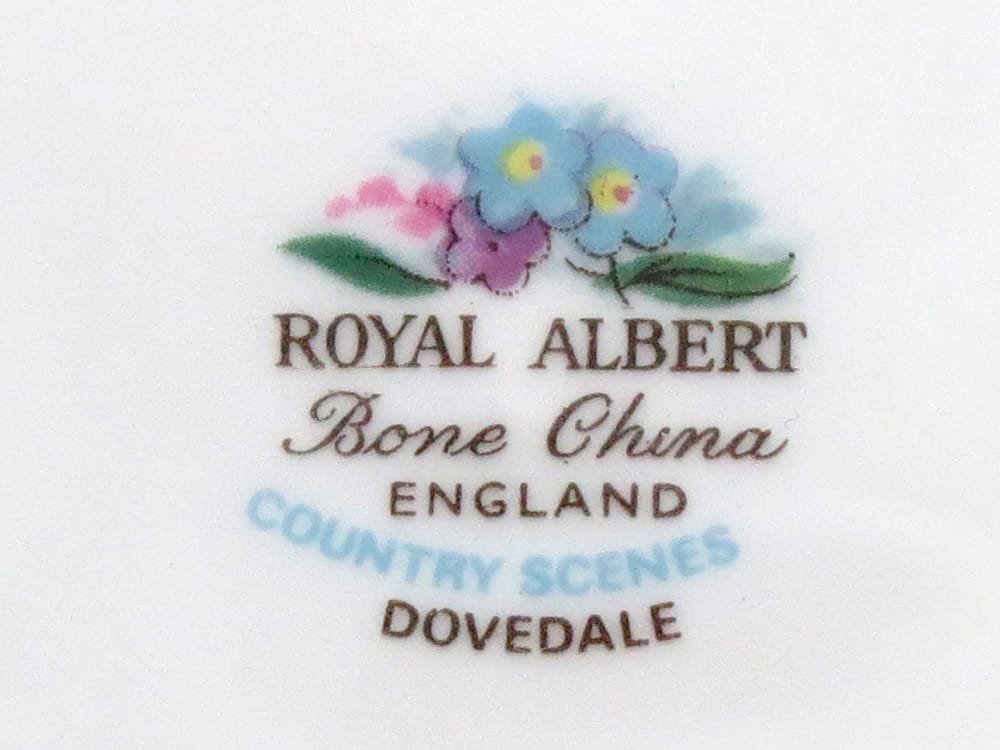 ROYAL ALBERT
Bone China
ENGLAND
COUNTRY SCENES
DOVEDALE